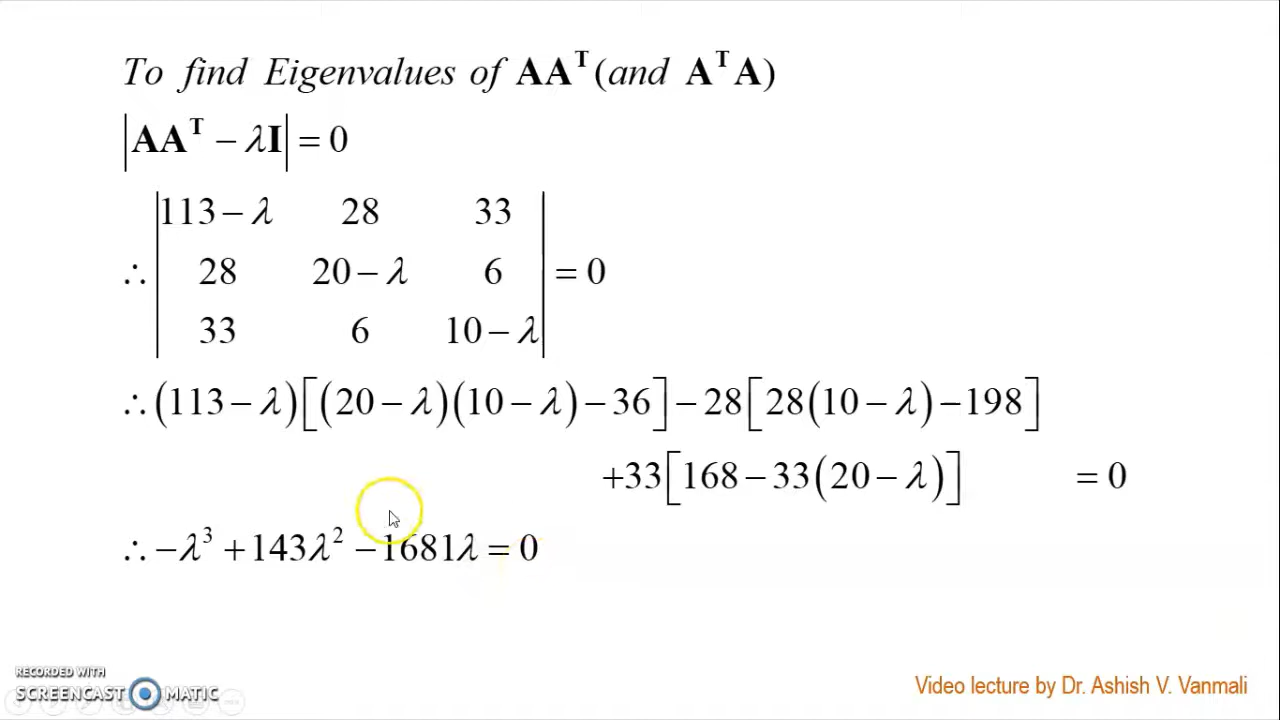 To find Eigenvalues of AAᵀ(and AᵀA)
|AAᵀ − λI| = 0
113 − λ 28 33
∴ 28 20 − λ 6 = 0
33 6 10 − λ
∴ (113 − λ)[(20 − λ)(10 − λ) − 36] − 28[28(10 − λ) − 198]
+33[168 − 33(20 − λ)] = 0
∴ −λ³ + 143λ² − 1681λ = 0
RECORDED WITH
SCREENCAST MATIC
Video lecture by Dr. Ashish V. Vanmali